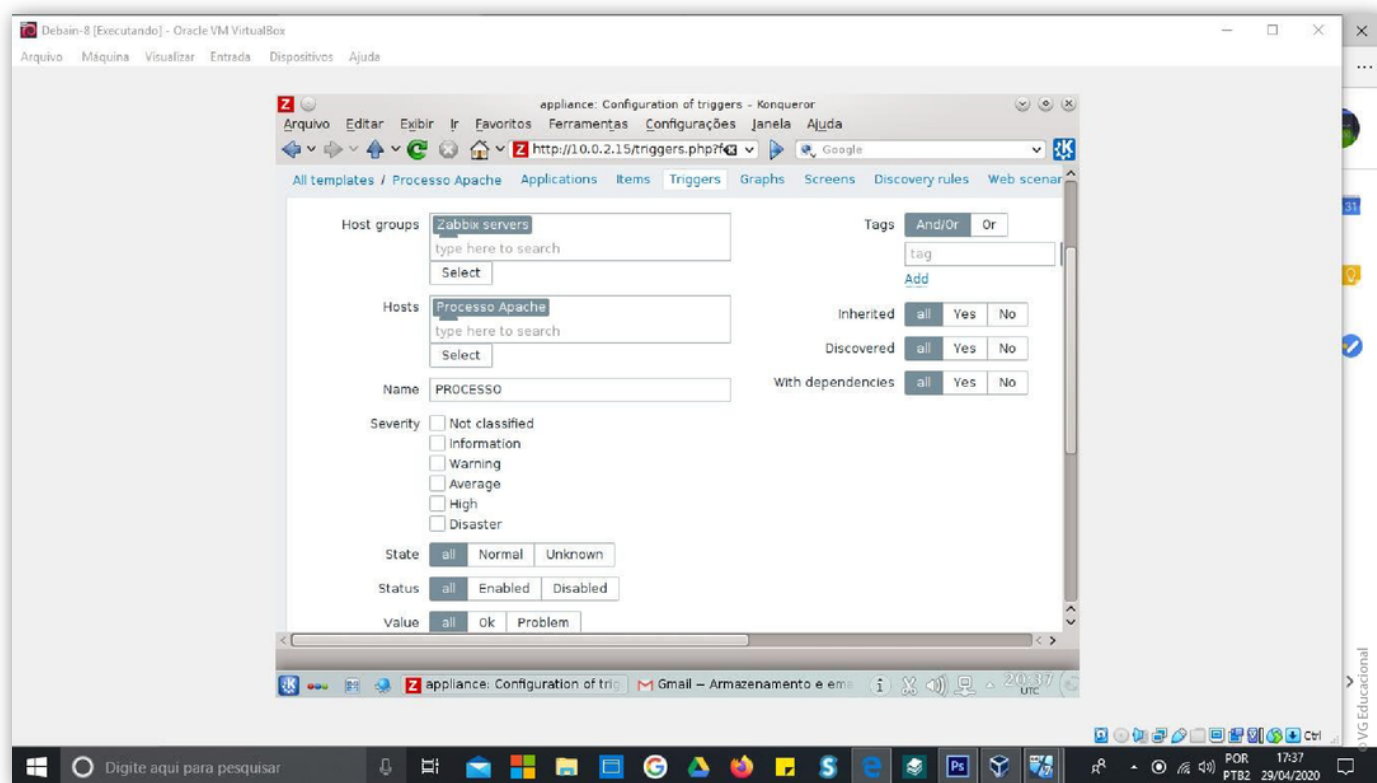 Debain-8 [Executando] - Oracle VM VirtualBox
Arquivo Máquina Visualizar Entrada Dispositivos Ajuda
appliance: Configuration of triggers - Konqueror
Arquivo Editar Exibir Ir Favoritos Ferramentas Configurações Janela Ajuda
Z http://10.0.2.15/triggers.php?f Google
All templates / Processo Apache Applications Items Triggers Graphs Screens Discovery rules Web scenar
Host groups Zabbix servers
type here to search
Select
Hosts Processo Apache
type here to search
Select
Name PROCESSO
Severity Not classified
Information
Warning
Average
High
Disaster
State all Normal Unknown
Status all Enabled Disabled
Value all Ok Problem
Tags And/Or Or
tag
Add
Inherited all Yes No
Discovered all Yes No
With dependencies all Yes No
31
Z appliance: Configuration of trig Gmail – Armazenamento e ema 20:37
UTC
Ctrl
© VG Educacional
Digite aqui para pesquisar
POR 17:37
PTB2 29/04/2020